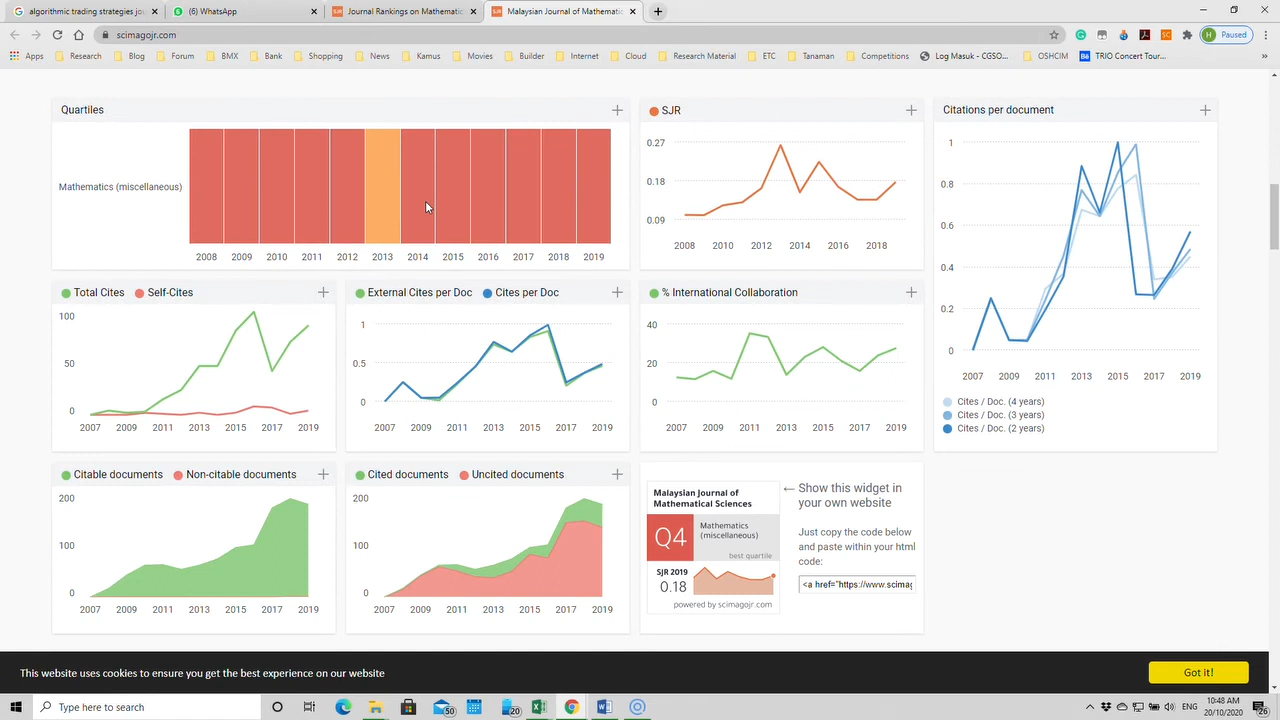 algorithmic trading strategies jou
(6) WhatsApp
Journal Rankings on Mathematic
Malaysian Journal of Mathematic
scimagojr.com
Paused
Apps
Research
Blog
Forum
BMX
Bank
Shopping
News
Kannus
Movies
Builder
Internet
Cloud
Research Material
ETC
Tanaman
Competitions
Log Masuk - CGSO...
OSHCIM
TRIO Concert Tour...
Quartiles
Mathematics (miscellaneous)
2008 2009 2010 2011 2012 2013 2014 2015 2016 2017 2018 2019
SJR
0.27
0.18
0.09
2008 2010 2012 2014 2016 2018
Citations per document
1
0.8
0.6
0.4
0.2
0
2007 2009 2011 2013 2015 2017 2019
Cites / Doc. (4 years)
Cites / Doc. (3 years)
Cites / Doc. (2 years)
Total Cites Self-Cites
100
50
0
2007 2009 2011 2013 2015 2017 2019
External Cites per Doc Cites per Doc
1
0.5
0
2007 2009 2011 2013 2015 2017 2019
% International Collaboration
40
20
0
2007 2009 2011 2013 2015 2017 2019
Citable documents Non-citable documents
200
100
0
2007 2009 2011 2013 2015 2017 2019
Cited documents Uncited documents
200
100
0
2007 2009 2011 2013 2015 2017 2019
Malaysian Journal of
Mathematical Sciences
Q4
Mathematics
(miscellaneous)
best quartile
SJR 2019
0.18
powered by scimagojr.com
← Show this widget in
your own website
Just copy the code below
and paste within your html
code:
<a href="https://www.scimag
This website uses cookies to ensure you get the best experience on our website
Got it!
Type here to search
50
20
ENG
10:48 AM
20/10/2020
26